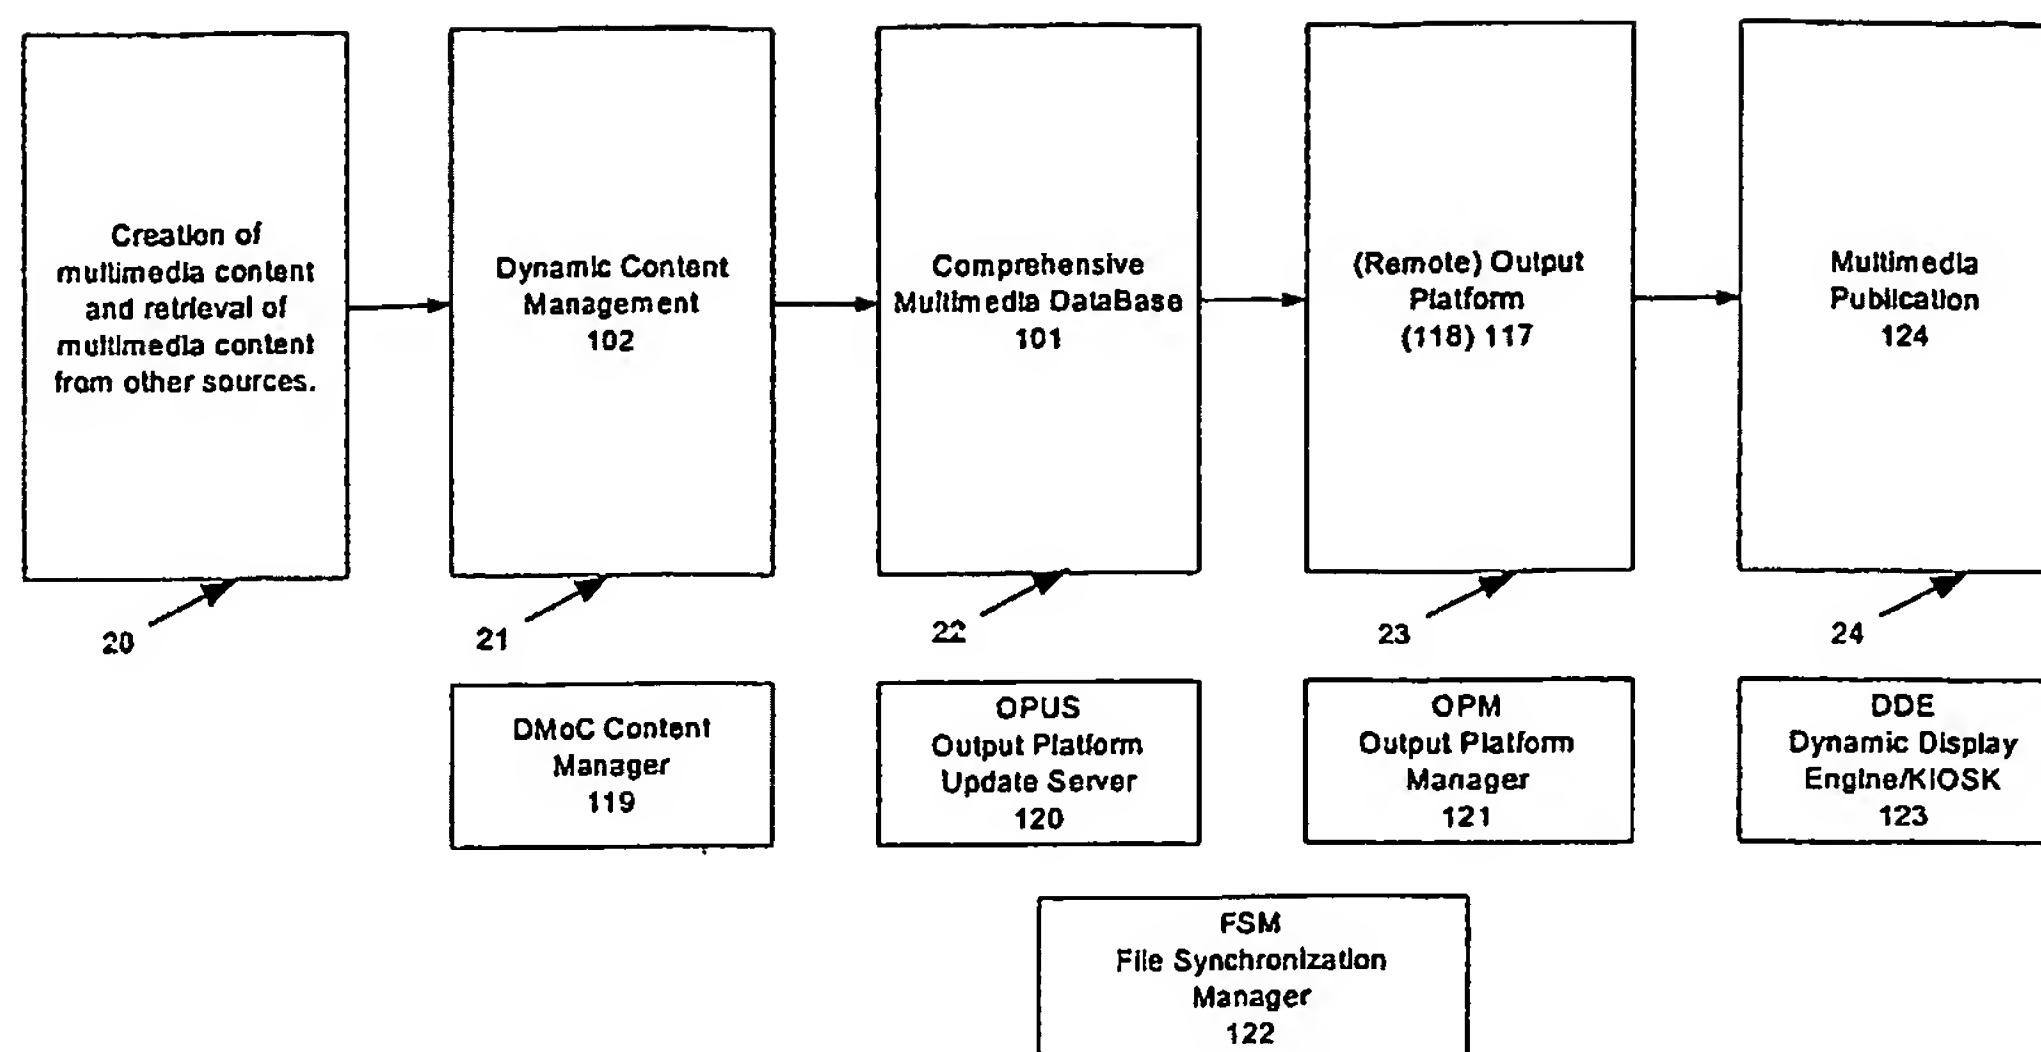 Creation of
multimedia content
and retrieval of
multimedia content
from other sources.
Dynamic Content
Management
102
Comprehensive
Multimedia DataBase
101
(Remote) Output
Platform
(118) 117
Multimedia
Publication
124
20
21
22
23
24
DMoC Content
Manager
119
OPUS
Output Platform
Update Server
120
OPM
Output Platform
Manager
121
DDE
Dynamic Display
Engine/KIOSK
123
FSM
File Synchronization
Manager
122